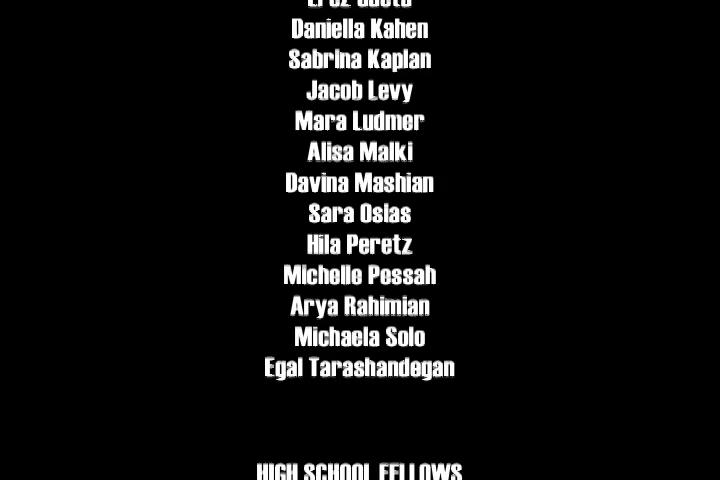 Daniella Kahen
Sabrina Kaplan
Jacob Levy
Mara Ludmer
Alisa Malki
Davina Mashian
Sara Osias
Hila Peretz
Michelle Pessah
Arya Rahimian
Michaela Solo
Egal Tarashandegan
HIGH SCHOOL FELLOWS